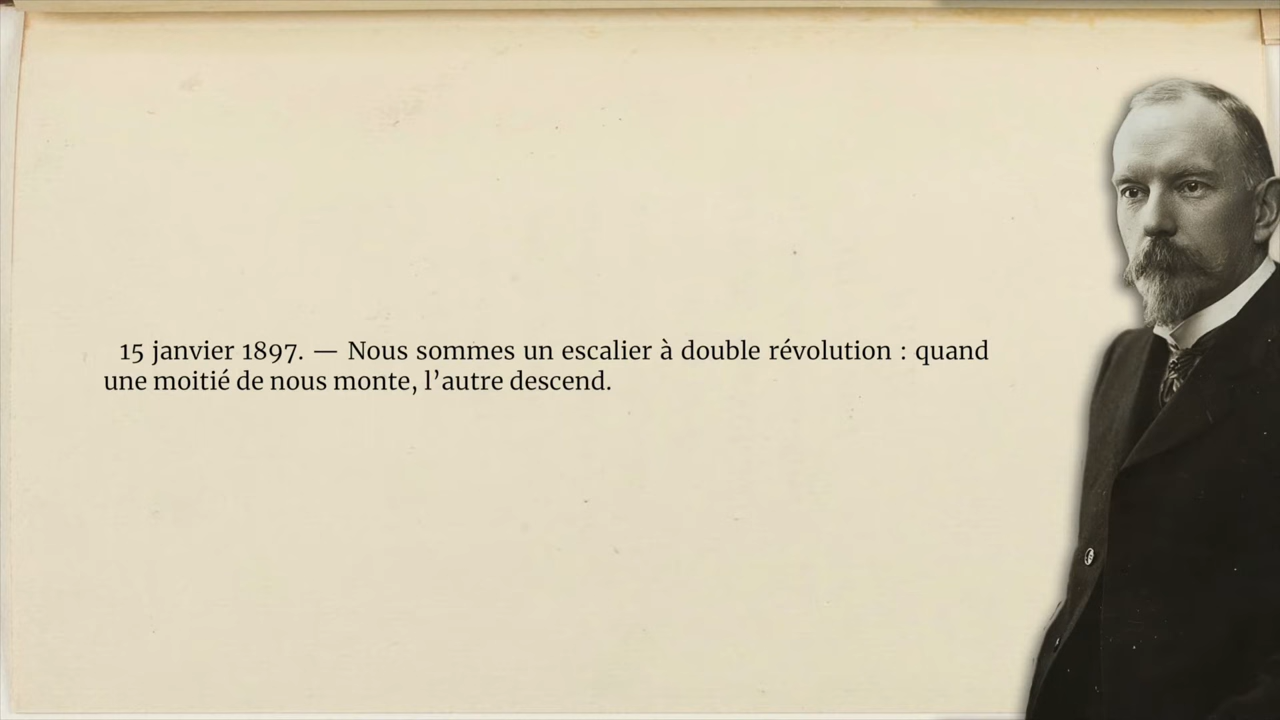 15 janvier 1897. — Nous sommes un escalier à double révolution : quand
une moitié de nous monte, l’autre descend.